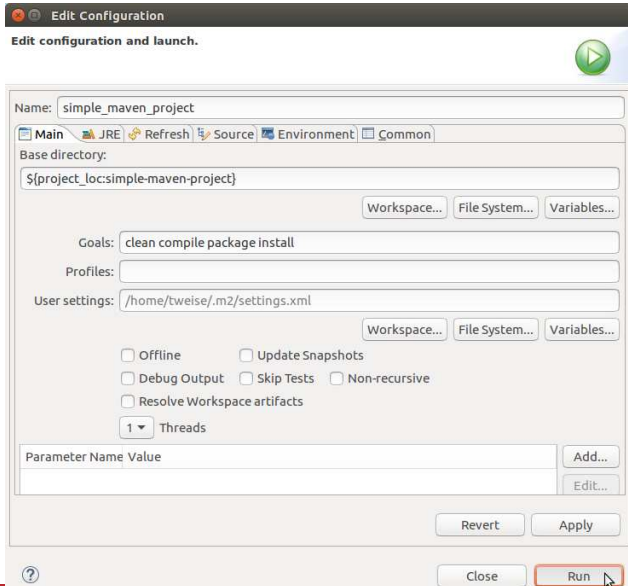 Edit Configuration
Edit configuration and launch.
Name: simple_maven_project
Main JRE Refresh Source Environment Common
Base directory:
${project_loc:simple-maven-project}
Workspace... File System... Variables...
Goals: clean compile package install
Profiles:
User settings: /home/tweise/.m2/settings.xml
Workspace... File System... Variables...
Offline Update Snapshots
Debug Output Skip Tests Non-recursive
Resolve Workspace artifacts
1 Threads
Parameter Name Value Add...
Edit...
Revert Apply
? Close Run